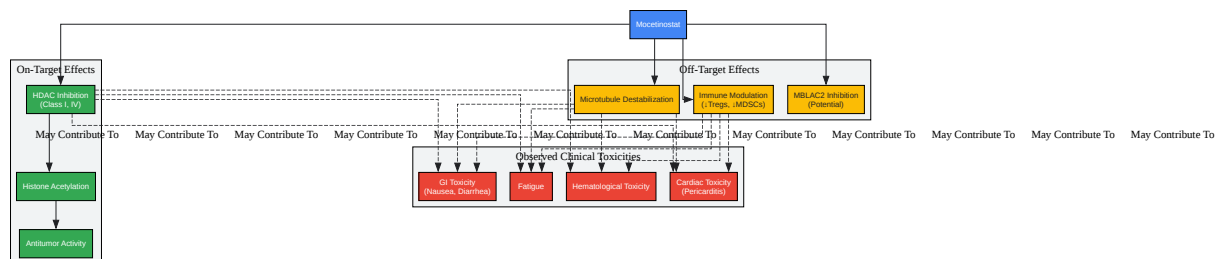 Mocetinostat
On-Target Effects
Off-Target Effects
HDAC Inhibition
(Class I, IV)
Microtubule Destabilization
Immune Modulation
(↓Tregs, ↓MDSCs)
MBLAC2 Inhibition
(Potential)
May Contribute To May Contribute To May Contribute To May Contribute To May Contribute To May Contribute To May Contribute To May Contribute To May Contribute To May Contribute To May Contribute To May Contribute To
Observed Clinical Toxicities
Histone Acetylation
GI Toxicity
(Nausea, Diarrhea)
Fatigue
Hematological Toxicity
Cardiac Toxicity
(Pericarditis)
Antitumor Activity